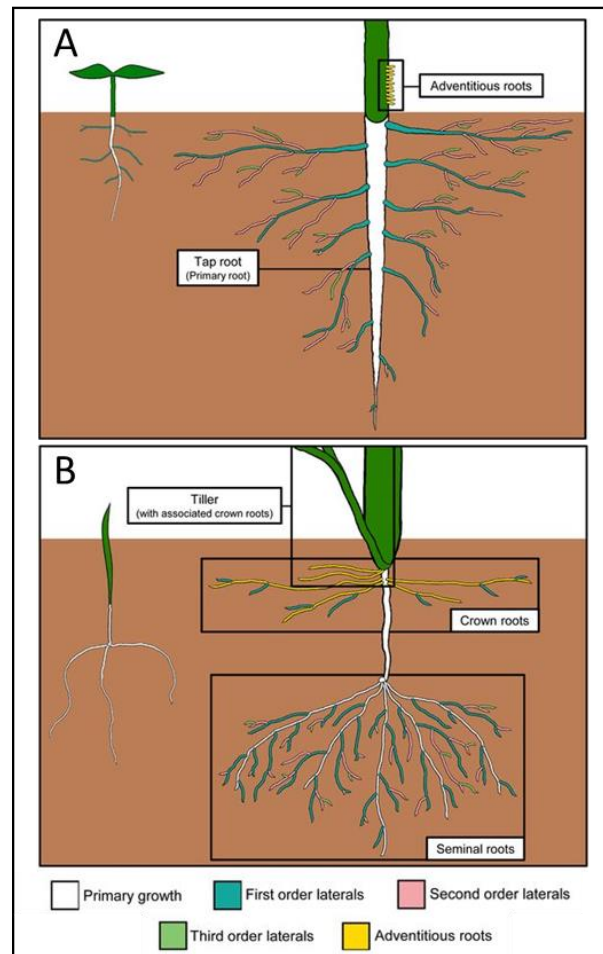 A
Adventitious roots
Tap root
(Primary root)
B
Tiller
(with associated crown roots)
Crown roots
Seminal roots
Primary growth
First order laterals
Second order laterals
Third order laterals
Adventitious roots